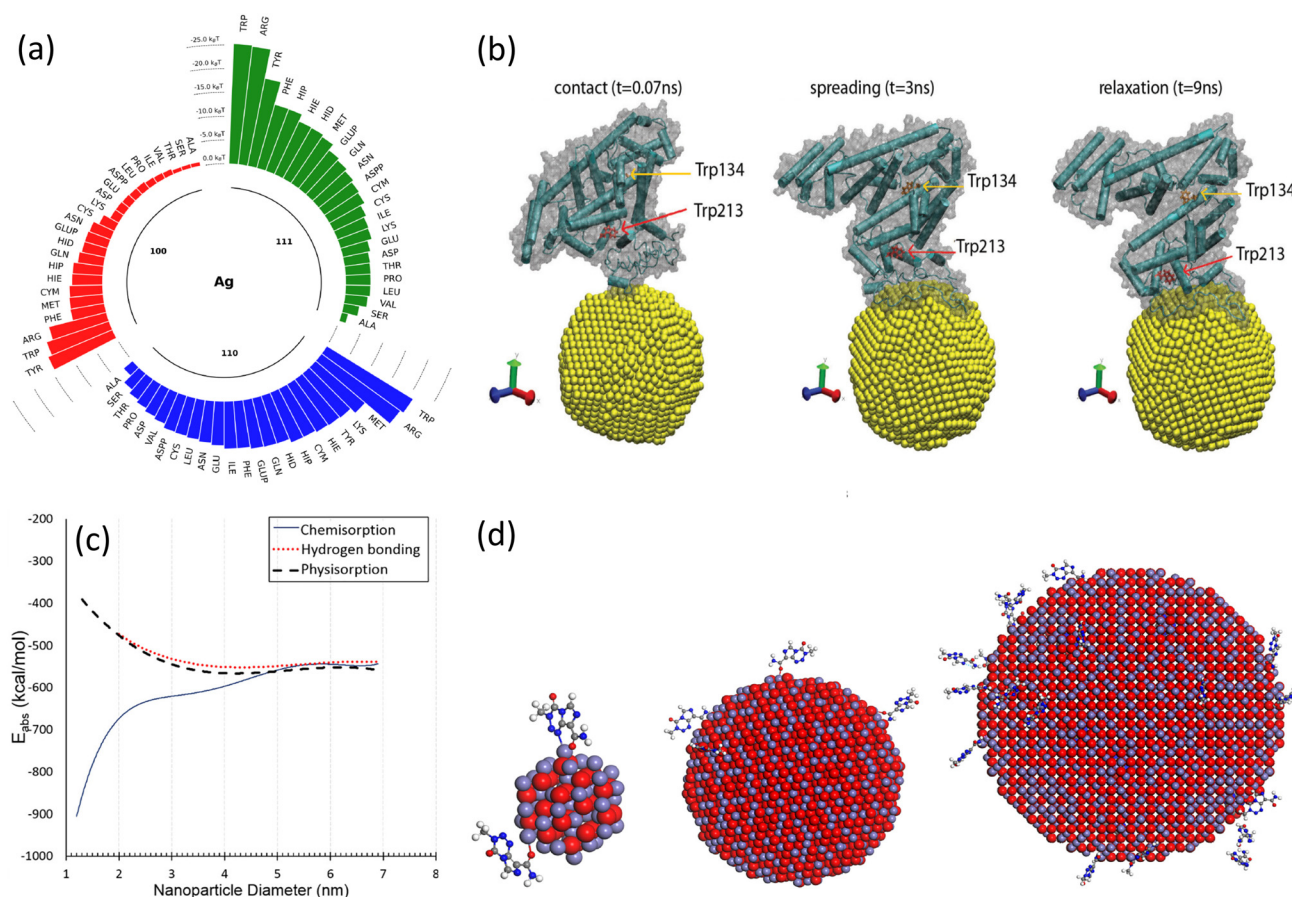 (a)
-25.0 kBT
-20.0 kBT
-15.0 kBT
-10.0 kBT
-5.0 kBT
0.0 kBT
TRP
ARG
TYR
PHE
HIP
HIE
HID
MET
GLUP
GLN
ASN
ASPP
CYM
CYS
ILE
LYS
GLU
ASP
THR
PRO
LEU
VAL
SER
ALA
111
100
Ag
110
ALA
SER
THR
VAL
ILE
PRO
LEU
ASPP
GLU
ASP
LYS
CYS
ASN
GLUP
HID
GLN
HIP
HIE
CYM
MET
PHE
ARG
TRP
TYR
ALA
SER
THR
PRO
ASP
VAL
ASPP
CYS
LEU
ASN
GLU
ILE
PHE
GLUP
GLN
HID
HIP
CYM
HIE
TYR
LYS
MET
ARG
TRP
(b)
contact (t=0.07ns)
spreading (t=3ns)
relaxation (t=9ns)
Trp134
Trp213
Trp134
Trp213
Trp134
Trp213
(c)
-200
-300
-400
-500
-600
-700
-800
-900
-1000
Eabs (kcal/mol)
Chemisorption
Hydrogen bonding
Physisorption
1 2 3 4 5 6 7 8
Nanoparticle Diameter (nm)
(d)